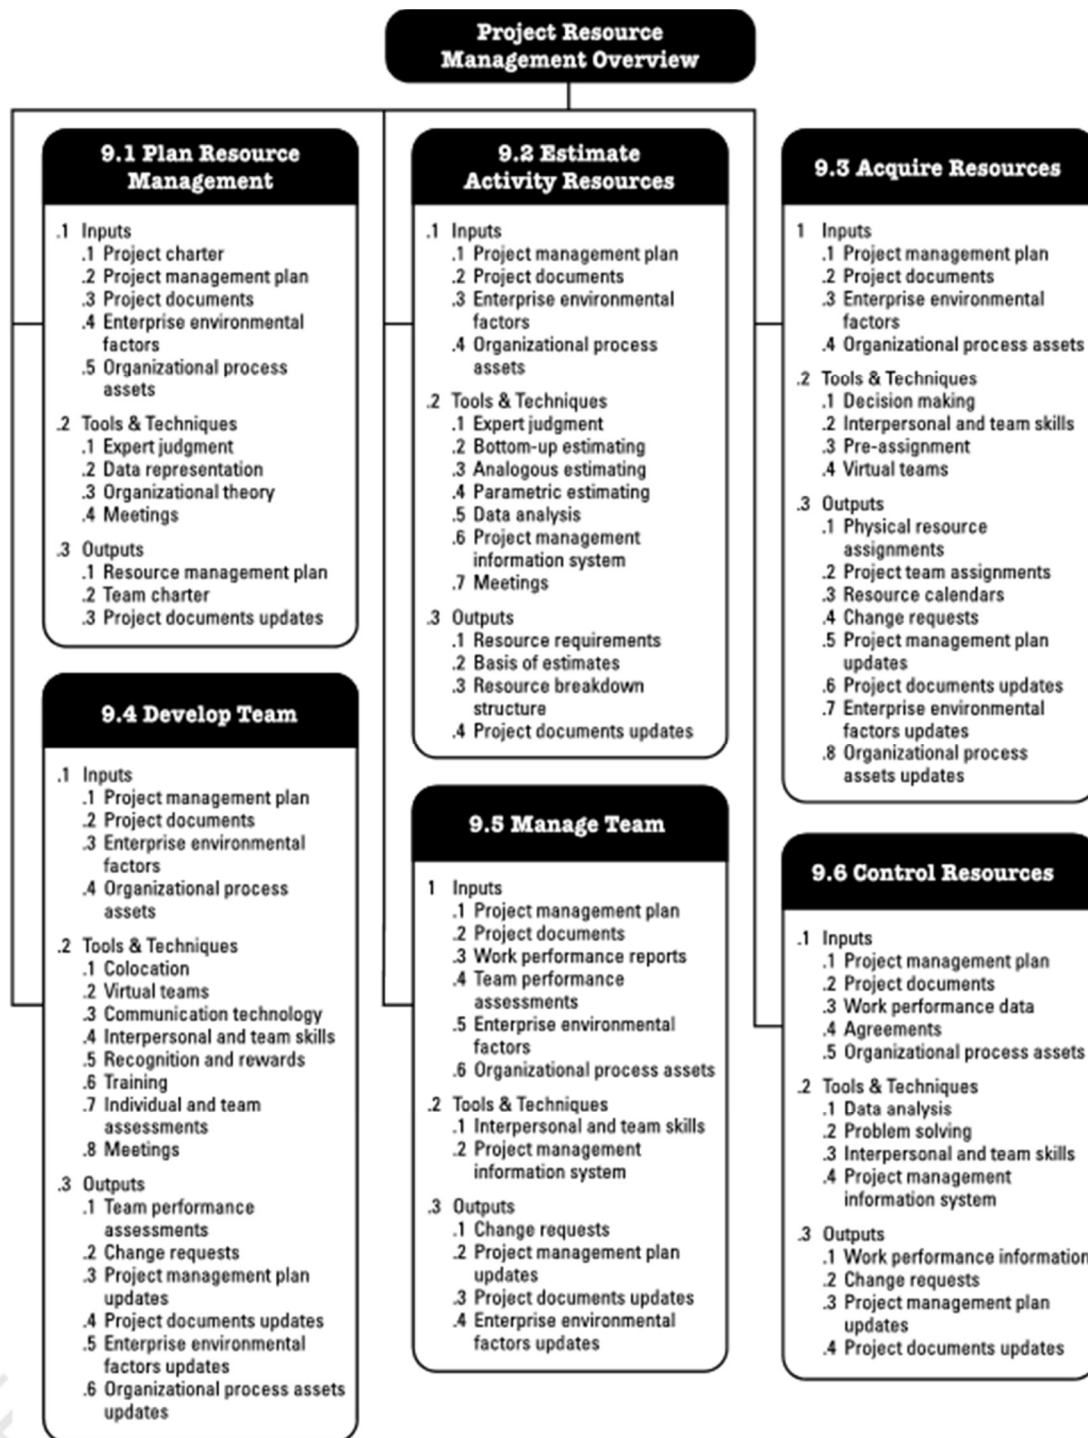 Project Resource
Management Overview
9.1 Plan Resource
Management
.1 Inputs
.1 Project charter
.2 Project management plan
.3 Project documents
.4 Enterprise environmental
factors
.5 Organizational process
assets
.2 Tools & Techniques
.1 Expert judgment
.2 Data representation
.3 Organizational theory
.4 Meetings
.3 Outputs
.1 Resource management plan
.2 Team charter
.3 Project documents updates
9.2 Estimate
Activity Resources
.1 Inputs
.1 Project management plan
.2 Project documents
.3 Enterprise environmental
factors
.4 Organizational process
assets
.2 Tools & Techniques
.1 Expert judgment
.2 Bottom-up estimating
.3 Analogous estimating
.4 Parametric estimating
.5 Data analysis
.6 Project management
information system
.7 Meetings
.3 Outputs
.1 Resource requirements
.2 Basis of estimates
.3 Resource breakdown
structure
.4 Project documents updates
9.3 Acquire Resources
1 Inputs
.1 Project management plan
.2 Project documents
.3 Enterprise environmental
factors
.4 Organizational process assets
.2 Tools & Techniques
.1 Decision making
.2 Interpersonal and team skills
.3 Pre-assignment
.4 Virtual teams
.3 Outputs
.1 Physical resource
assignments
.2 Project team assignments
.3 Resource calendars
.4 Change requests
.5 Project management plan
updates
.6 Project documents updates
.7 Enterprise environmental
factors updates
.8 Organizational process
assets updates
9.4 Develop Team
.1 Inputs
.1 Project management plan
.2 Project documents
.3 Enterprise environmental
factors
.4 Organizational process
assets
.2 Tools & Techniques
.1 Colocation
.2 Virtual teams
.3 Communication technology
.4 Interpersonal and team skills
.5 Recognition and rewards
.6 Training
.7 Individual and team
assessments
.8 Meetings
.3 Outputs
.1 Team performance
assessments
.2 Change requests
.3 Project management plan
updates
.4 Project documents updates
.5 Enterprise environmental
factors updates
.6 Organizational process assets
updates
9.5 Manage Team
1 Inputs
.1 Project management plan
.2 Project documents
.3 Work performance reports
.4 Team performance
assessments
.5 Enterprise environmental
factors
.6 Organizational process assets
.2 Tools & Techniques
.1 Interpersonal and team skills
.2 Project management
information system
.3 Outputs
.1 Change requests
.2 Project management plan
updates
.3 Project documents updates
.4 Enterprise environmental
factors updates
9.6 Control Resources
.1 Inputs
.1 Project management plan
.2 Project documents
.3 Work performance data
.4 Agreements
.5 Organizational process assets
.2 Tools & Techniques
.1 Data analysis
.2 Problem solving
.3 Interpersonal and team skills
.4 Project management
information system
.3 Outputs
.1 Work performance information
.2 Change requests
.3 Project management plan
updates
.4 Project documents updates